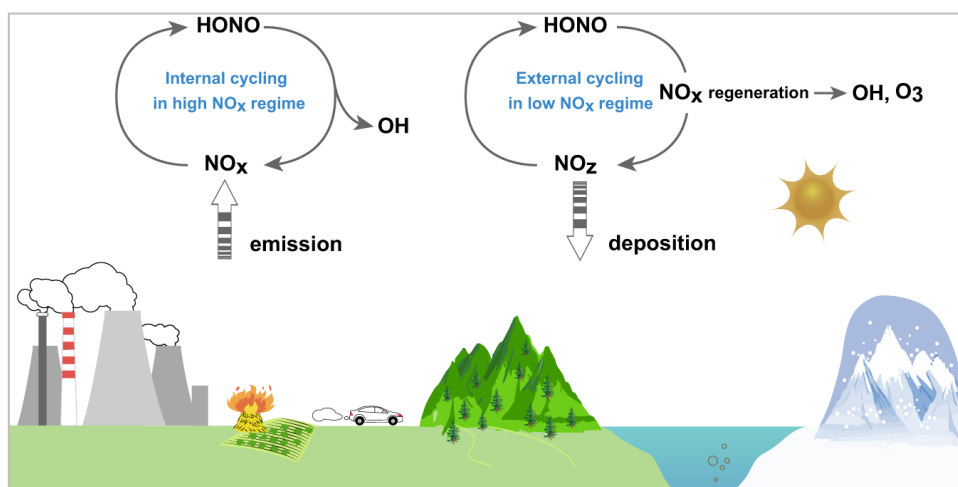 HONO
Internal cycling
in high NOx regime
OH
NOx
emission
HONO
External cycling
in low NOx regime
NOx regeneration
OH, O3
NOz
deposition